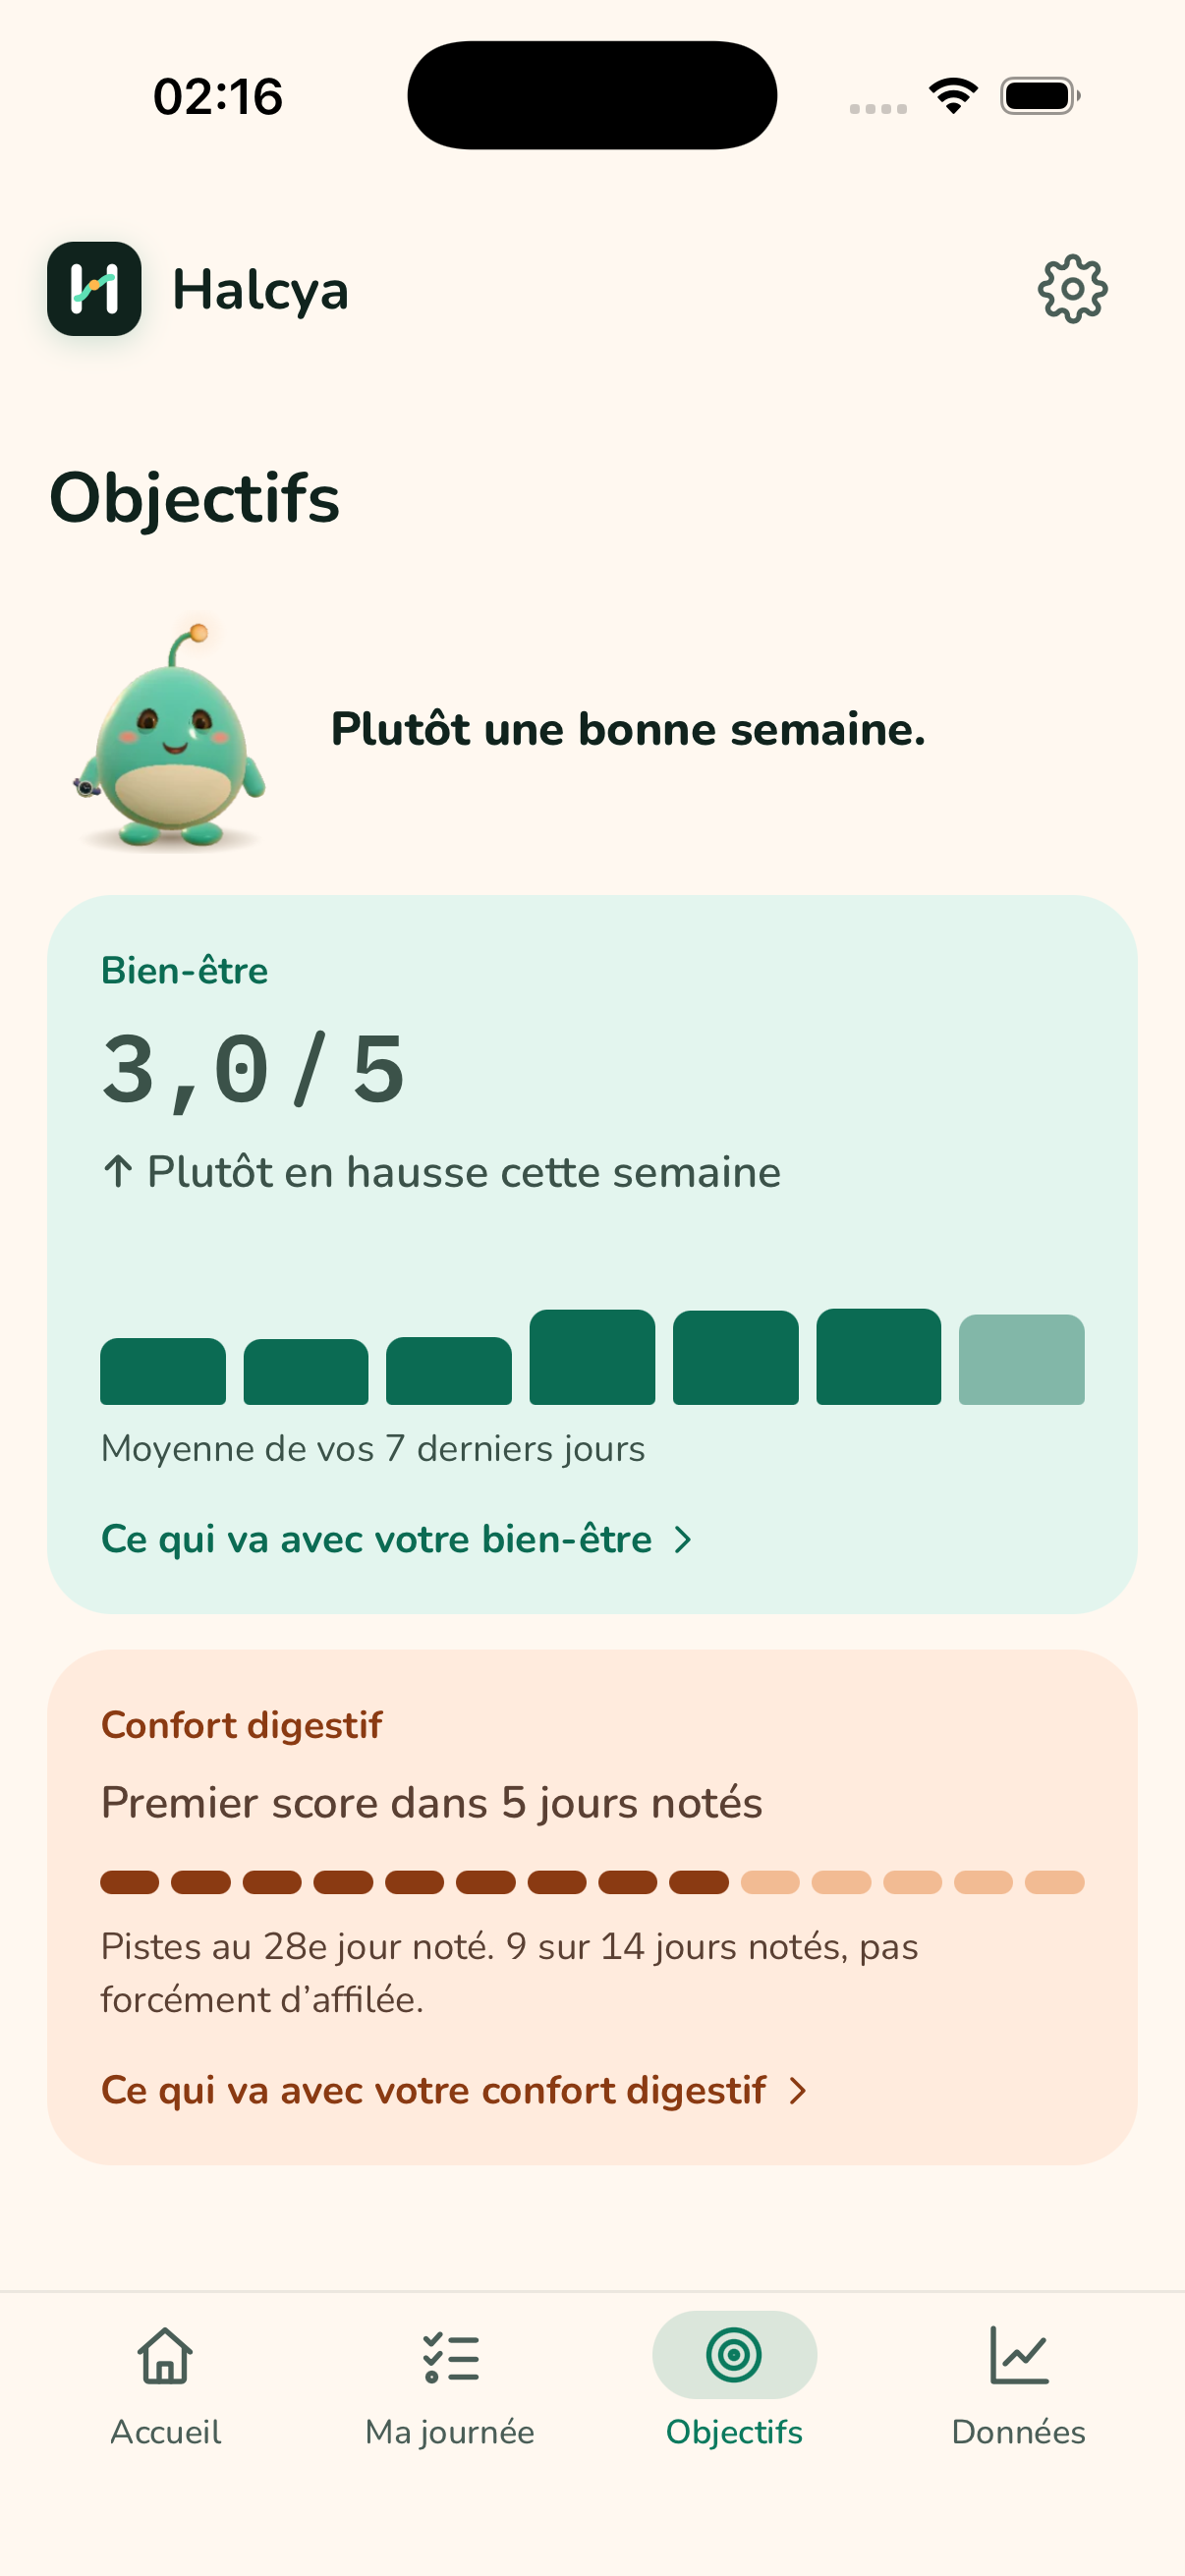 02:16
Halcya
Objectifs
Plutôt une bonne semaine.
Bien-être
3,0 / 5
↑ Plutôt en hausse cette semaine
Moyenne de vos 7 derniers jours
Ce qui va avec votre bien-être
Confort digestif
Premier score dans 5 jours notés
Pistes au 28e jour noté. 9 sur 14 jours notés, pas
forcément d’affilée.
Ce qui va avec votre confort digestif
Accueil
Ma journée
Objectifs
Données